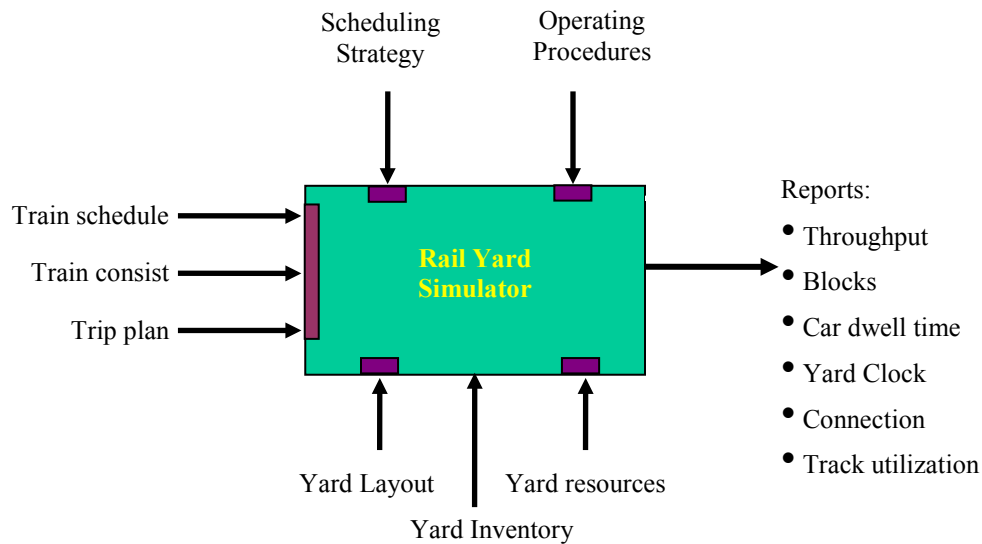 Scheduling
Strategy
Operating
Procedures
Train schedule
Train consist
Trip plan
Rail Yard
Simulator
Reports:
• Throughput
• Blocks
• Car dwell time
• Yard Clock
• Connection
• Track utilization
Yard Layout
Yard resources
Yard Inventory